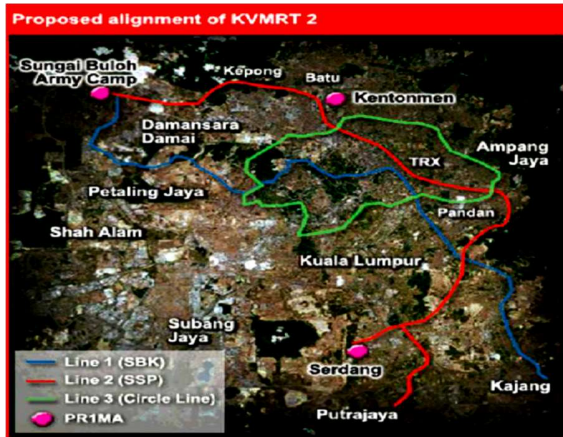 Proposed alignment of KVMRT 2
Sungai Buloh
Army Camp
Kepong
Batu
Kentonmen
Damansara
Damai
Ampang
Jaya
TRX
Petaling Jaya
Pandan
Shah Alam
Kuala Lumpur
Subang
Jaya
Serdang
Kajang
Putrajaya
Line 1 (SBK)
Line 2 (SSP)
Line 3 (Circle Line)
PR1MA